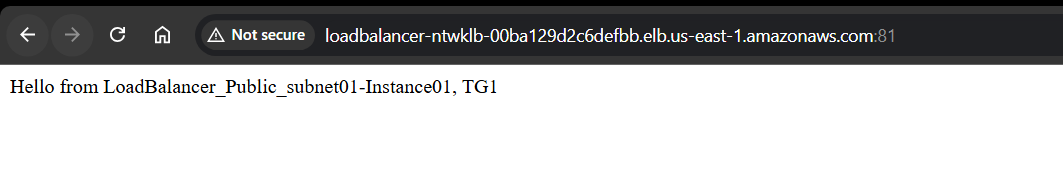 Not secure loadbalancer-ntwklb-00ba129d2c6defbb.elb.us-east-1.amazonaws.com:81
Hello from LoadBalancer_Public_subnet01-Instance01, TG1